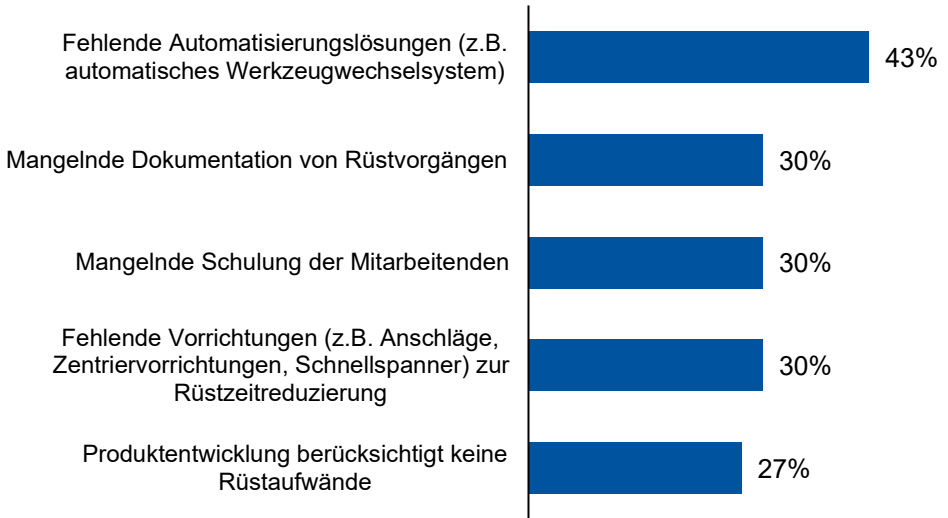 Fehlende Automatisierungslösungen (z.B.
automatisches Werkzeugwechselsystem)
43%
Mangelnde Dokumentation von Rüstvorgängen
30%
Mangelnde Schulung der Mitarbeitenden
30%
Fehlende Vorrichtungen (z.B. Anschläge,
Zentriervorrichtungen, Schnellspanner) zur
Rüstzeitreduzierung
30%
Produktentwicklung berücksichtigt keine
Rüstaufwände
27%